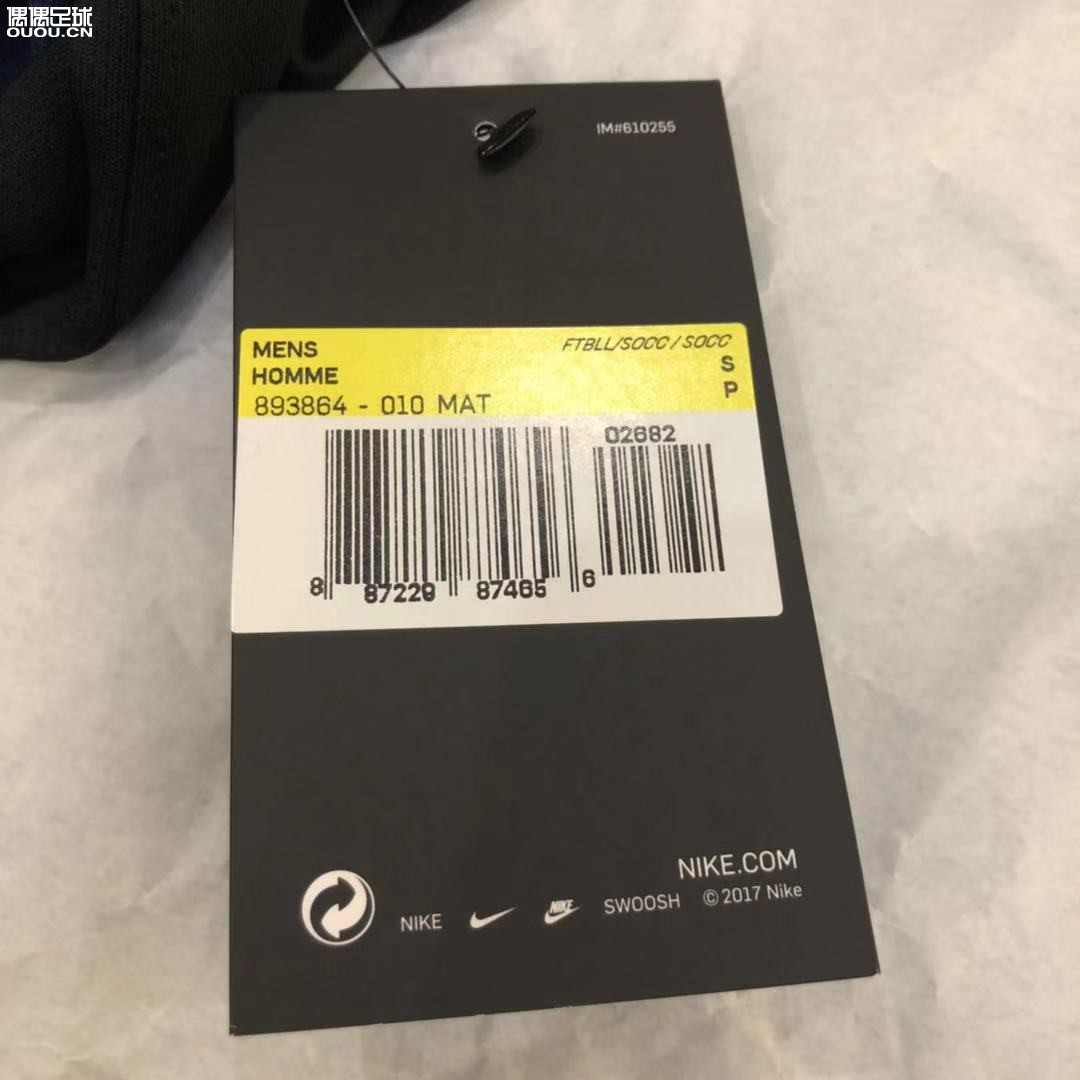 偶偶足球
OUOU.CN
IM#610255
MENS
HOMME
FTBLL/SOCC / SOCC
S
P
893864 - 010 MAT
02682
8 87229 87465 6
NIKE.COM
NIKE NIKE SWOOSH © 2017 Nike